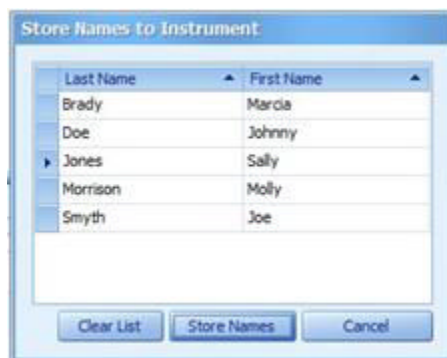 Store Names to Instrument
Last Name First Name
Brady Marcia
Doe Johnny
Jones Sally
Morrison Molly
Smyth Joe
Clear List Store Names Cancel